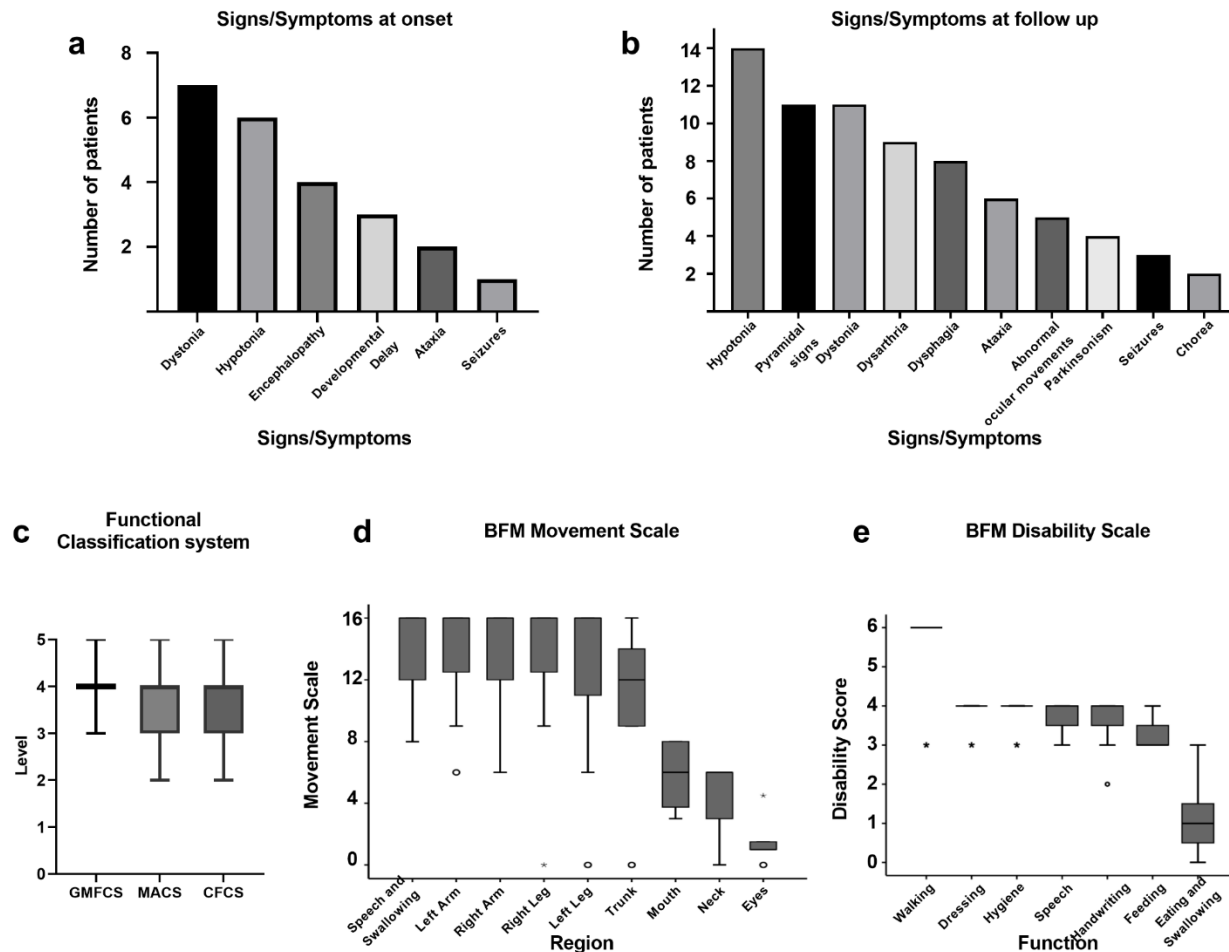 Signs/Symptoms at onset
a
Number of patients
8
6
4
2
Dystonia
Hypotonia
Encephalopathy
Developmental
Delay
Ataxia
Seizures
Signs/Symptoms
Signs/Symptoms at follow up
b
Number of patients
14
12
10
8
6
4
2
Hypotonia
Pyramidal
signs
Dystonia
Dysarthria
Dysphagia
Ataxia
Abnormal
ocular movements
Parkinsonism
Seizures
Chorea
Signs/Symptoms
c
Functional
Classification system
Level
5
4
3
2
1
0
GMFCS
MACS
CFCS
d
BFM Movement Scale
Movement Scale
16
12
8
4
0
Speech and
Swallowing
Left Arm
Right Arm
Right Leg
Left Leg
Trunk
Mouth
Neck
Eyes
Region
e
BFM Disability Scale
Disability Score
6
5
4
3
2
1
0
Walking
Dressing
Hygiene
Speech
Handwriting
Feeding
Eating and
Swallowing
Function